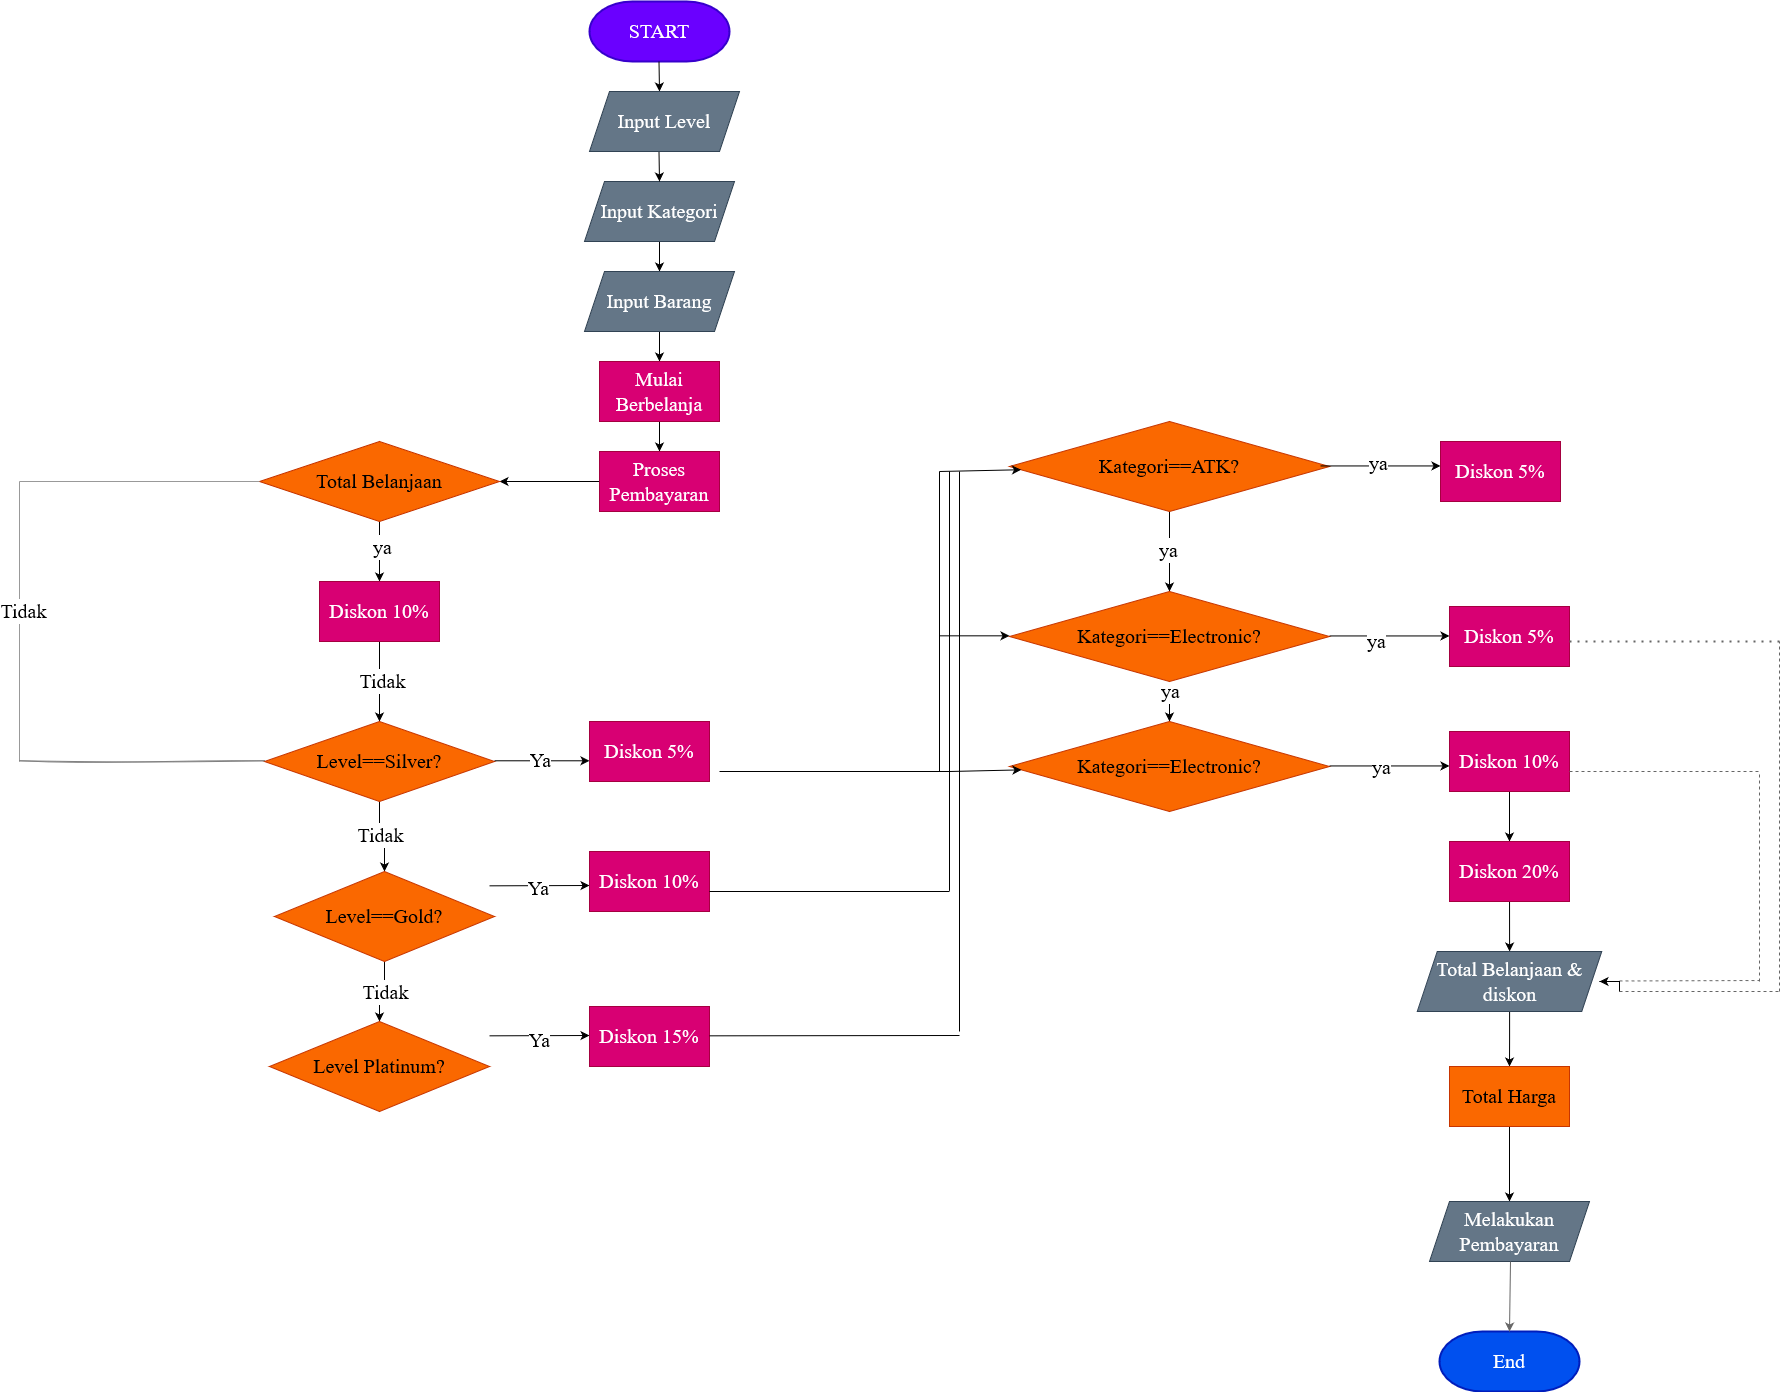 START
Input Level
Input Kategori
Input Barang
Mulai
Berbelanja
Proses
Pembayaran
Total Belanjaan
ya
Tidak
Diskon 10%
Tidak
Level==Silver?
Ya
Diskon 5%
Tidak
Level==Gold?
Ya
Diskon 10%
Tidak
Level Platinum?
Ya
Diskon 15%
Kategori==ATK?
ya
Diskon 5%
ya
Kategori==Electronic?
ya
Diskon 5%
ya
Kategori==Electronic?
ya
Diskon 10%
Diskon 20%
Total Belanjaan &
diskon
Total Harga
Melakukan
Pembayaran
End